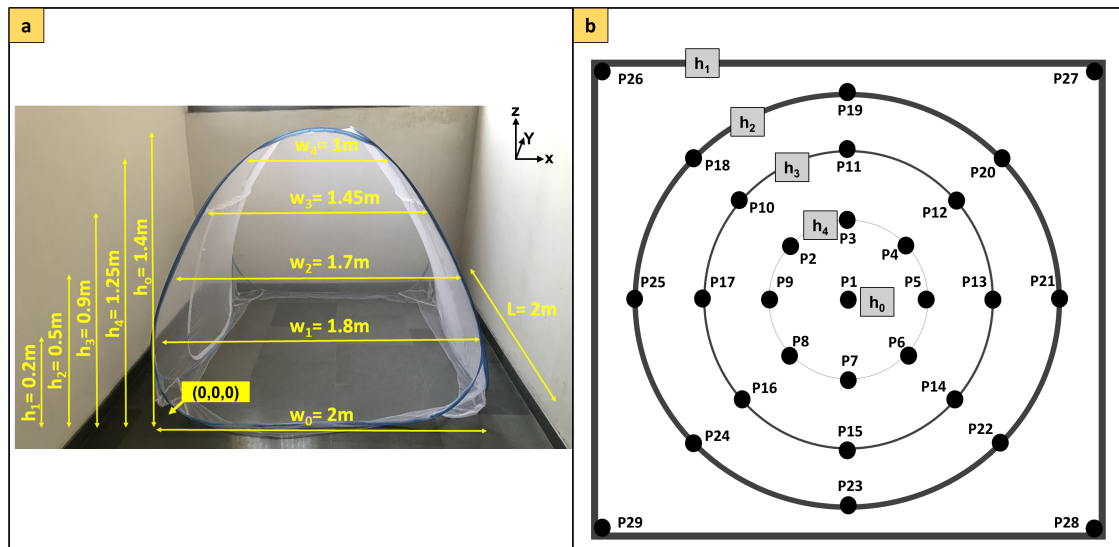 a
z
Y
x
w₄= 1m
w₃= 1.45m
w₂= 1.7m
w₁= 1.8m
w₀= 2m
L= 2m
h₁= 0.2m
h₂= 0.5m
h₃= 0.9m
h₄= 1.25m
hₒ= 1.4m
(0,0,0)
b
h₁
P26
P27
P19
h₂
P18
P20
P11
h₃
P10
P12
h₄
P3
P2
P4
P25
P17
P9
P1
h₀
P5
P13
P21
P8
P6
P7
P16
P14
P15
P24
P22
P23
P29
P28